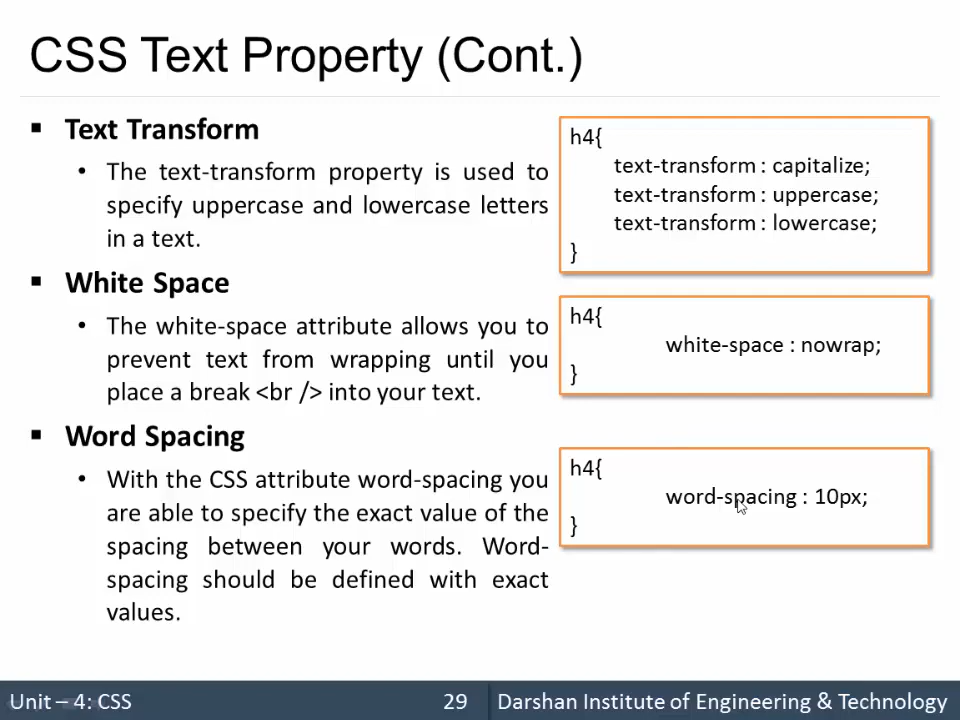 CSS Text Property (Cont.)
▪ Text Transform
• The text-transform property is used to
specify uppercase and lowercase letters
in a text.
h4{
text-transform : capitalize;
text-transform : uppercase;
text-transform : lowercase;
}
▪ White Space
• The white-space attribute allows you to
prevent text from wrapping until you
place a break <br /> into your text.
h4{
white-space : nowrap;
}
▪ Word Spacing
• With the CSS attribute word-spacing you
are able to specify the exact value of the
spacing between your words. Word-
spacing should be defined with exact
values.
h4{
word-spacing : 10px;
}
Unit – 4: CSS 29 Darshan Institute of Engineering & Technology